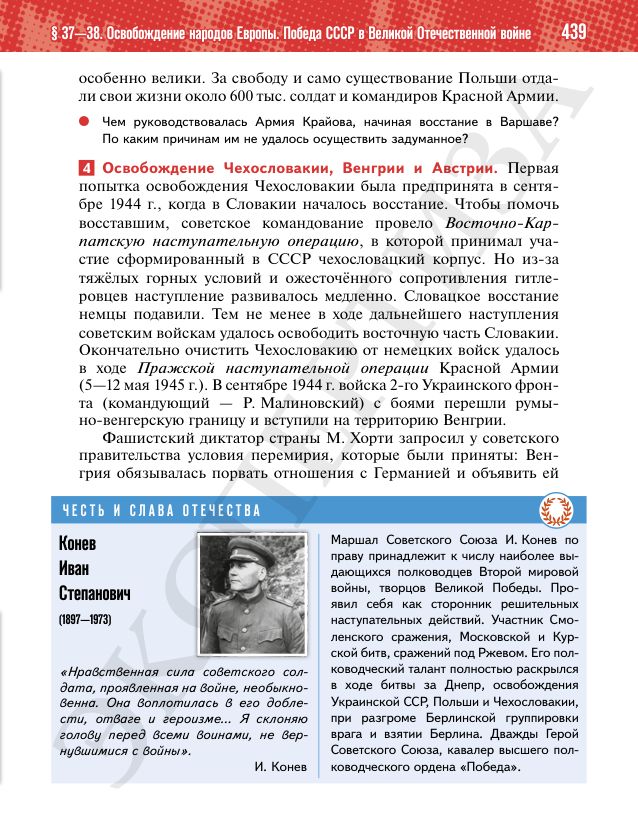 § 37—38. Освобождение народов Европы. Победа СССР в Великой Отечественной войне 439
особенно велики. За свободу и само существование Польши отда-
ли свои жизни около 600 тыс. солдат и командиров Красной Армии.
Чем руководствовалась Армия Крайова, начиная восстание в Варшаве?
По каким причинам им не удалось осуществить задуманное?
4 Освобождение Чехословакии, Венгрии и Австрии. Первая
попытка освобождения Чехословакии была предпринята в сентя-
бре 1944 г., когда в Словакии началось восстание. Чтобы помочь
восставшим, советское командование провело Восточно-Кар-
патскую наступательную операцию, в которой принимал уча-
стие сформированный в СССР чехословацкий корпус. Но из-за
тяжёлых горных условий и ожесточённого сопротивления гитле-
ровцев наступление развивалось медленно. Словацкое восстание
немцы подавили. Тем не менее в ходе дальнейшего наступления
советским войскам удалось освободить восточную часть Словакии.
Окончательно очистить Чехословакию от немецких войск удалось
в ходе Пражской наступательной операции Красной Армии
(5—12 мая 1945 г.). В сентябре 1944 г. войска 2-го Украинского фрон-
та (командующий — Р. Малиновский) с боями перешли румы-
но-венгерскую границу и вступили на территорию Венгрии.
Фашистский диктатор страны М. Хорти запросил у советского
правительства условия перемирия, которые были приняты: Вен-
грия обязывалась порвать отношения с Германией и объявить ей
ЧЕСТЬ И СЛАВА ОТЕЧЕСТВА
Конев
Иван
Степанович
(1897—1973)
«Нравственная сила советского сол-
дата, проявленная на войне, необыкно-
венна. Она воплотилась в его добле-
сти, отваге и героизме... Я склоняю
голову перед всеми воинами, не вер-
нувшимися с войны».
И. Конев
Маршал Советского Союза И. Конев по
праву принадлежит к числу наиболее вы-
дающихся полководцев Второй мировой
войны, творцов Великой Победы. Про-
явил себя как сторонник решительных
наступательных действий. Участник Смо-
ленского сражения, Московской и Кур-
ской битв, сражений под Ржевом. Его пол-
ководческий талант полностью раскрылся
в ходе битвы за Днепр, освобождения
Украинской ССР, Польши и Чехословакии,
при разгроме Берлинской группировки
врага и взятии Берлина. Дважды Герой
Советского Союза, кавалер высшего пол-
ководческого ордена «Победа».
ЭКСПЕРТИЗА